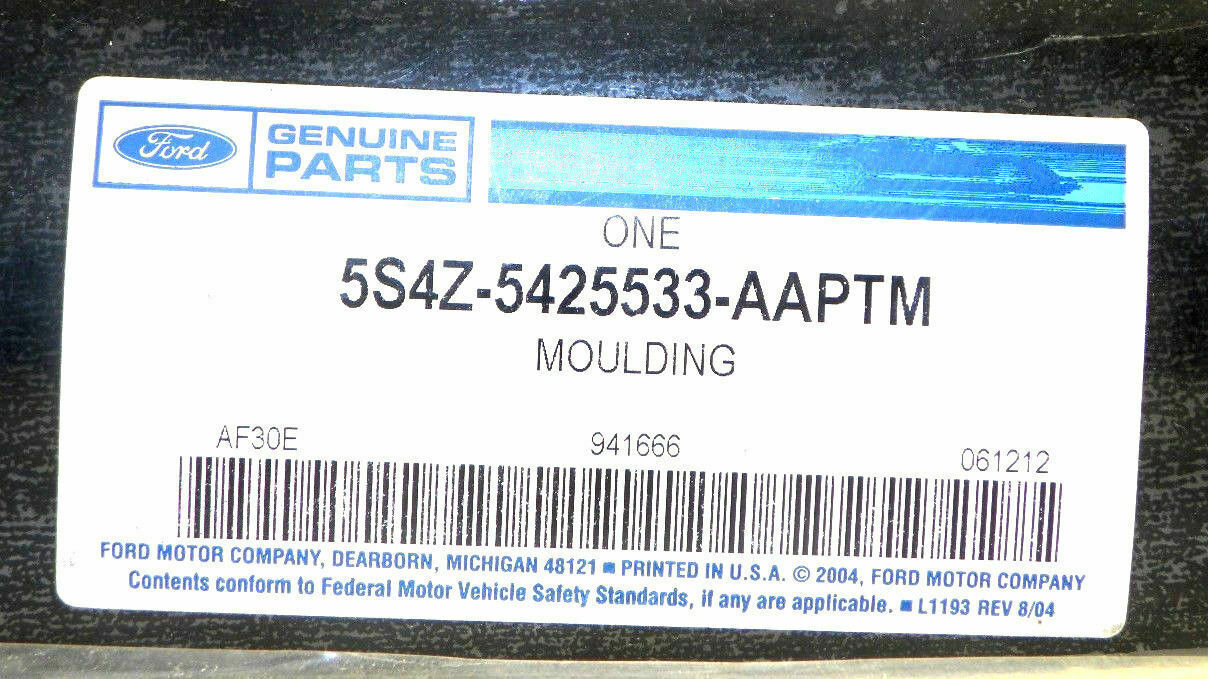 Ford
GENUINE
PARTS
ONE
5S4Z-5425533-AAPTM
MOULDING
AF30E 941666 061212
FORD MOTOR COMPANY, DEARBORN, MICHIGAN 48121 ■ PRINTED IN U.S.A. © 2004, FORD MOTOR COMPANY
Contents conform to Federal Motor Vehicle Safety Standards, if any are applicable. ■ L1193 REV 8/04